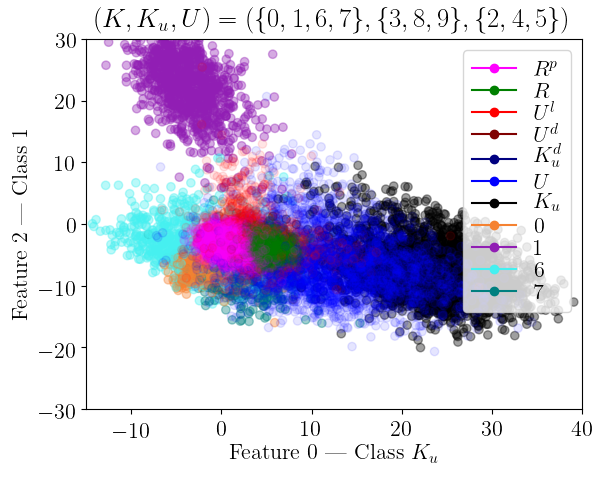 (K, K_u, U) = ({0, 1, 6, 7}, {3, 8, 9}, {2, 4, 5})
30
20
10
0
−10
−20
−30
Feature 2 — Class 1
−10 0 10 20 30 40
Feature 0 — Class K_u
R^p
R
U^l
U^d
K_u^d
U
K_u
0
1
6
7